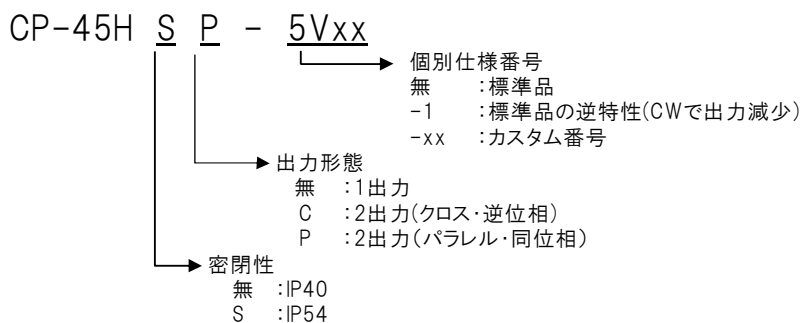 CP-45H S P - 5Vxx
個別仕様番号
無 :標準品
-1 :標準品の逆特性(CWで出力減少)
-xx :カスタム番号
出力形態
無 :1出力
C :2出力(クロス・逆位相)
P :2出力(パラレル・同位相)
密閉性
無 :IP40
S :IP54